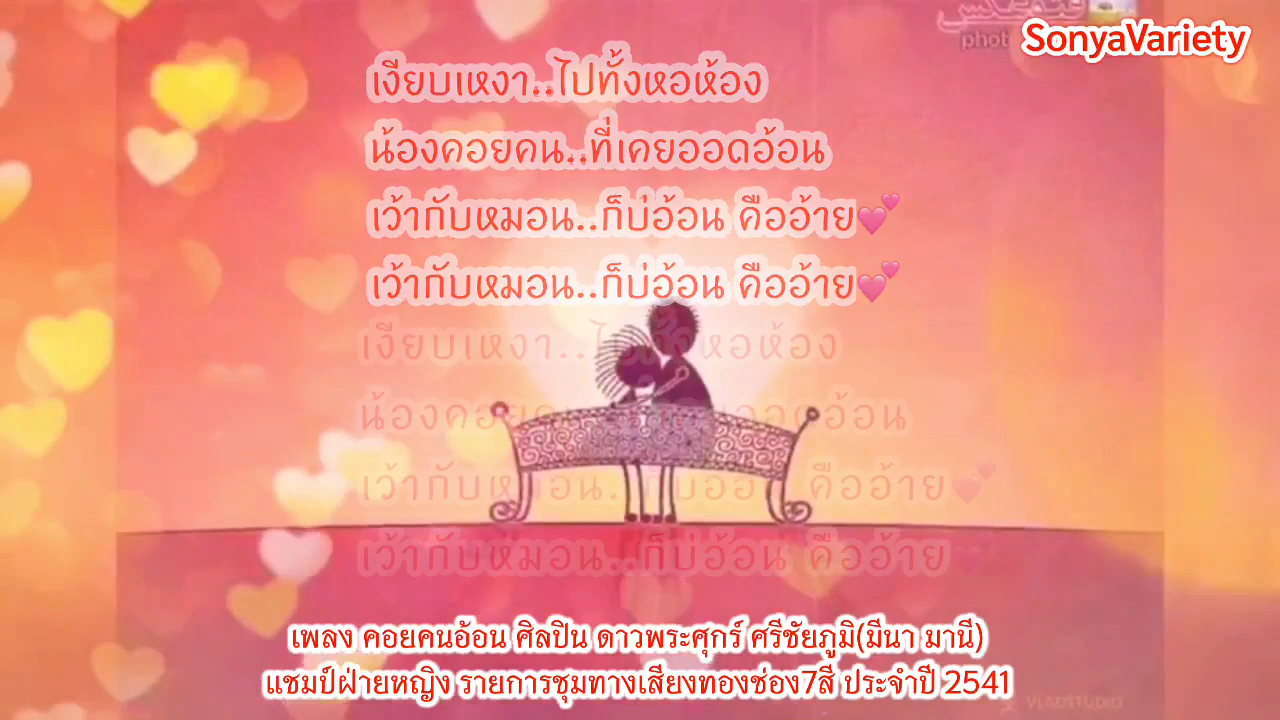 فتوعكس
phot
SonyaVariety
เงียบเหงา..ไปทั้งหอห้อง
น้องคอยคน..ที่เคยออดอ้อน
เว้ากับหมอน..ก็บ่อ้อน คืออ้าย💕
เว้ากับหมอน..ก็บ่อ้อน คืออ้าย💕
เงียบเหงา..ไปทั้งหอห้อง
น้องคอยคน..ที่เคยออดอ้อน
เว้ากับหมอน..ก็บ่อ้อน คืออ้าย💕
เว้ากับหมอน..ก็บ่อ้อน คืออ้าย💕
เพลง คอยคนอ้อน ศิลปิน ดาวพระศุกร์ ศรีชัยภูมิ(มีนา มานี)
แชมป์ฝ่ายหญิง รายการชุมทางเสียงทองช่อง7สี ประจำปี 2541
VLADSTUDIO